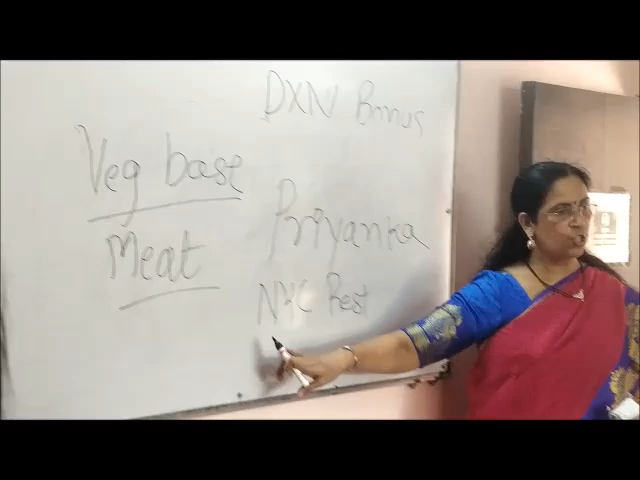 DXN Bonus
Veg base
Meat
Priyanka
NYC Rest